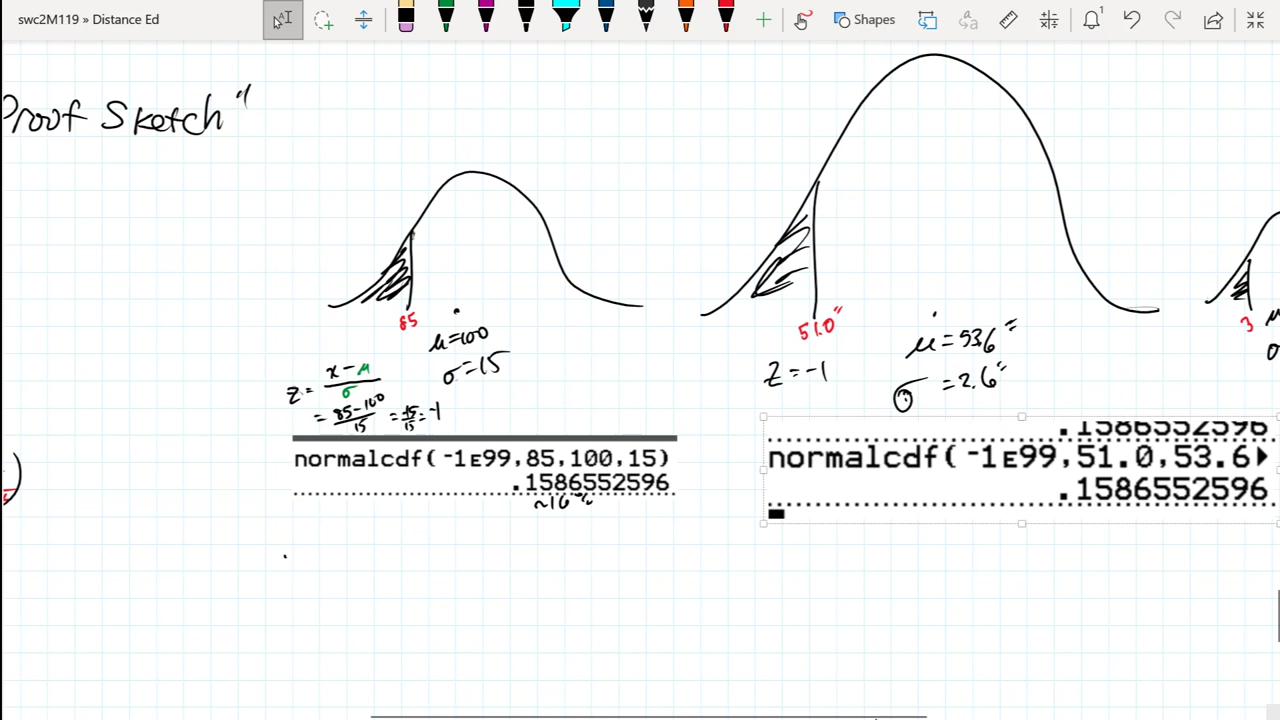 swc2M119 » Distance Ed
Shapes
Proof Sketch"
85
μ=100
σ=15
z = x-μ
σ
= 85-100
15
= 15
15
= -1
normalcdf(-1E99,85,100,15)
.1586552596
~16%
51.0"
z = -1
μ=53.6"
σ=2.6"
.1586552596
normalcdf(-1E99,51.0,53.6
.1586552596
3